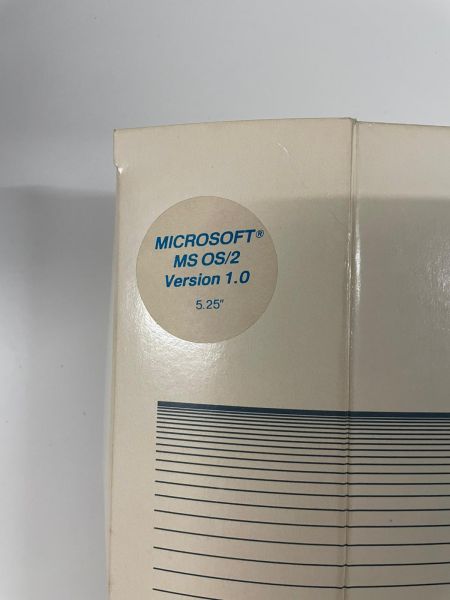 MICROSOFT®
MS OS/2
Version 1.0
5.25"